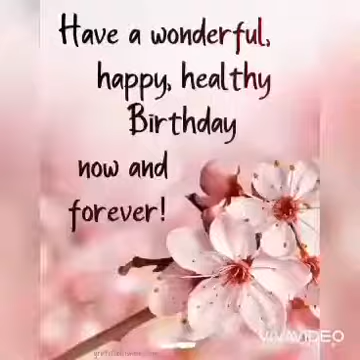 Have a wonderful,
happy, healthy
Birthday
now and
forever!
VIVAVIDEO